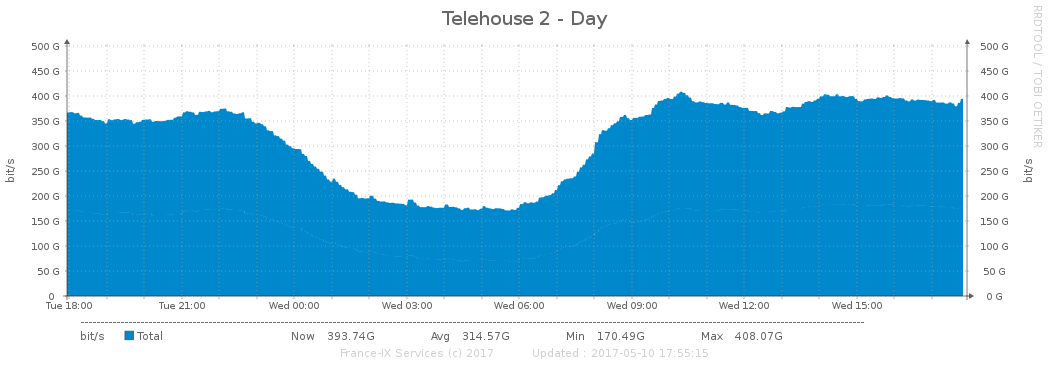 Telehouse 2 - Day
RRDTOOL / TOBI OETIKER
500 G 500 G
450 G 450 G
400 G 400 G
350 G 350 G
300 G 300 G
250 G 250 G
200 G 200 G
150 G 150 G
100 G 100 G
50 G 50 G
0 0 G
bit/s bit/s
Tue 18:00 Tue 21:00 Wed 00:00 Wed 03:00 Wed 06:00 Wed 09:00 Wed 12:00 Wed 15:00
bit/s Total Now 393.74G Avg 314.57G Min 170.49G Max 408.07G
France-IX Services (c) 2017 Updated : 2017-05-10 17:55:15